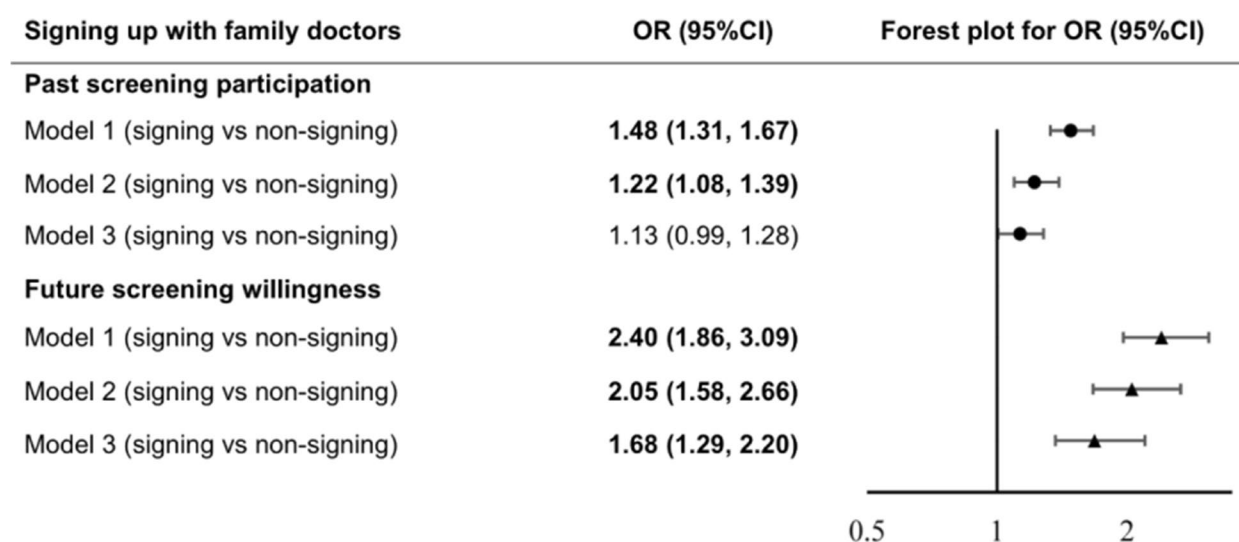 Signing up with family doctors OR (95%CI) Forest plot for OR (95%CI)
Past screening participation
Model 1 (signing vs non-signing) 1.48 (1.31, 1.67)
Model 2 (signing vs non-signing) 1.22 (1.08, 1.39)
Model 3 (signing vs non-signing) 1.13 (0.99, 1.28)
Future screening willingness
Model 1 (signing vs non-signing) 2.40 (1.86, 3.09)
Model 2 (signing vs non-signing) 2.05 (1.58, 2.66)
Model 3 (signing vs non-signing) 1.68 (1.29, 2.20)
0.5 1 2